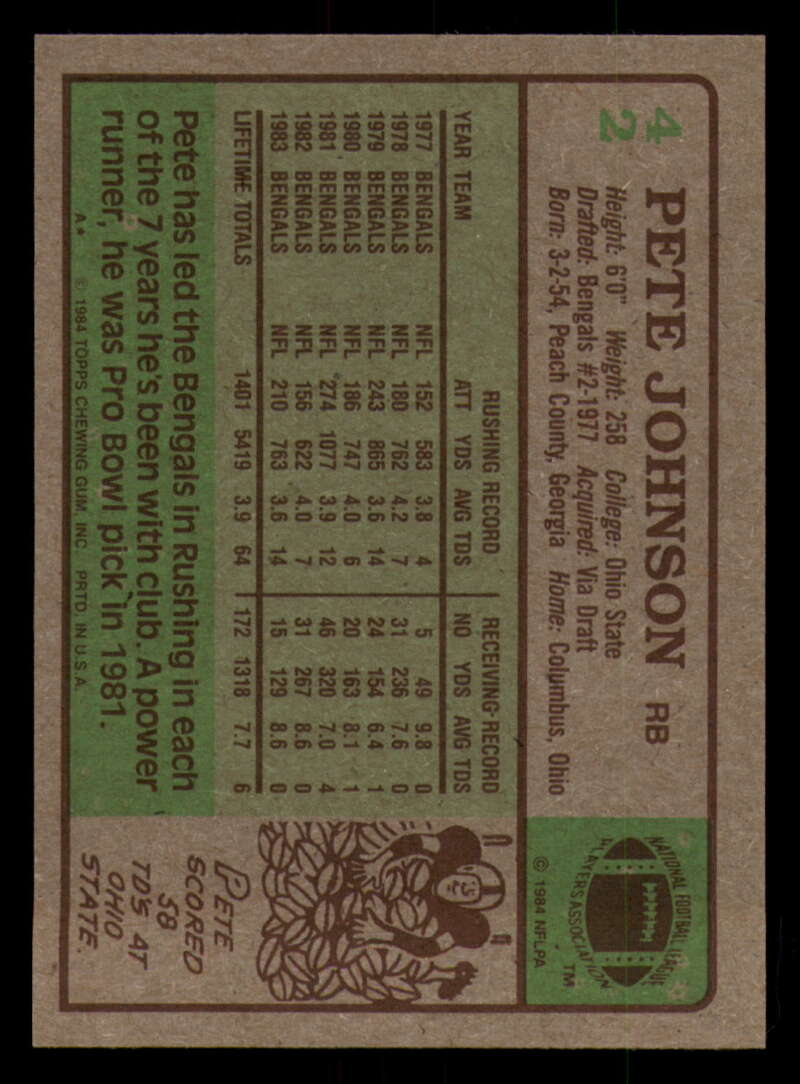 42
PETE JOHNSON RB
Height: 6'0" Weight: 258 College: Ohio State
Drafted: Bengals #2-1977 Acquired: Via Draft
Born: 3-2-54, Peach County, Georgia Home: Columbus, Ohio
NATIONAL FOOTBALL LEAGUE
PLAYERS ASSOCIATION
TM
© 1984 NFLPA
RUSHING RECORD RECEIVING RECORD
YEAR TEAM ATT YDS AVG TDS NO YDS AVG TDS
1977 BENGALS NFL 152 583 3.8 4 5 49 9.8 0
1978 BENGALS NFL 180 762 4.2 7 31 236 7.6 0
1979 BENGALS NFL 243 865 3.6 14 24 154 6.4 1
1980 BENGALS NFL 186 747 4.0 6 20 163 8.1 1
1981 BENGALS NFL 274 1077 3.9 12 46 320 7.0 4
1982 BENGALS NFL 156 622 4.0 7 31 267 8.6 0
1983 BENGALS NFL 210 763 3.6 14 15 129 8.6 0
LIFETIME TOTALS 1401 5419 3.9 64 172 1318 7.7 6
Pete has led the Bengals in Rushing in each
of the 7 years he's been with club. A power
runner, he was Pro Bowl pick in 1981.
A* © 1984 TOPPS CHEWING GUM, INC. PRTD. IN U.S.A.
PETE
SCORED
58
TD'S AT
OHIO
STATE.